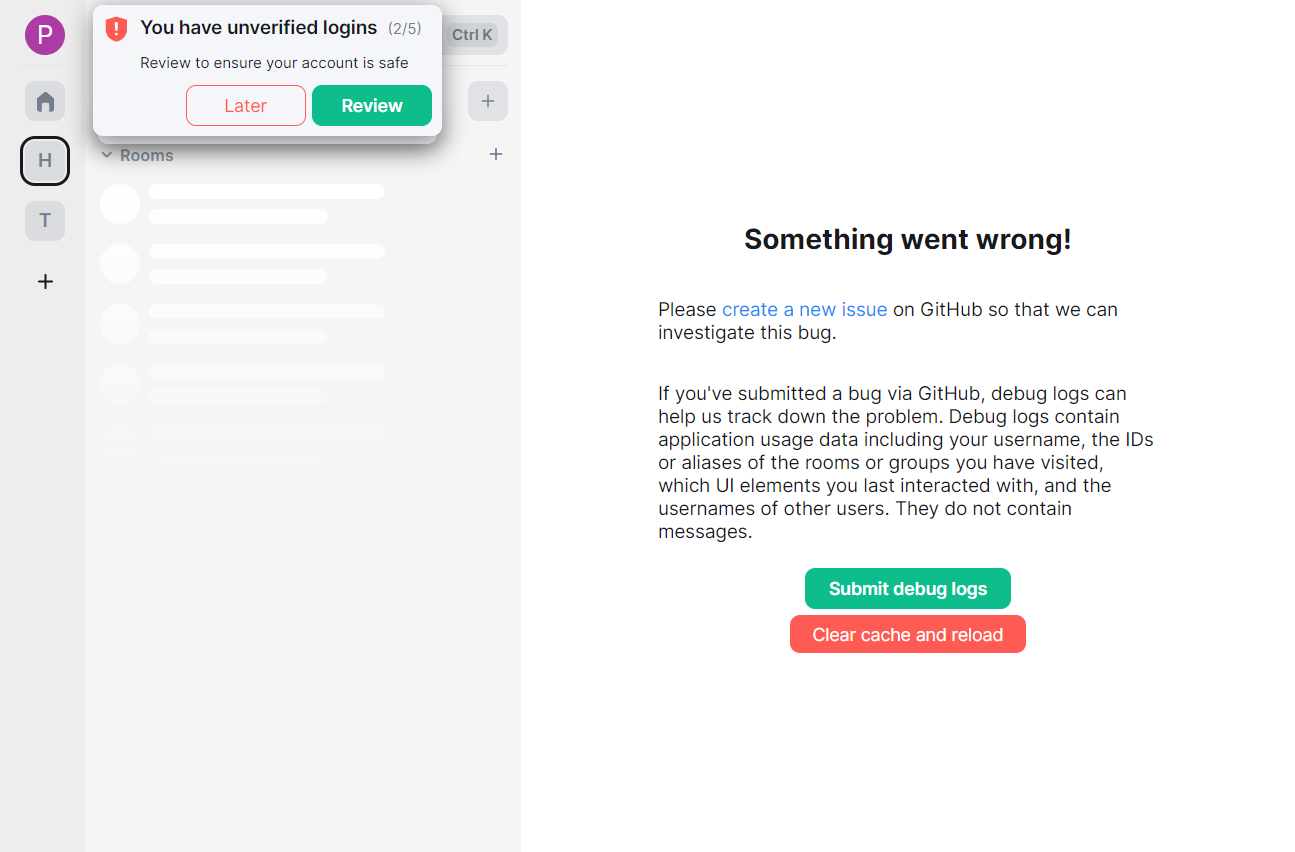 P
You have unverified logins (2/5)
Review to ensure your account is safe
Later Review
Ctrl K
Rooms
H
T
Something went wrong!
Please create a new issue on GitHub so that we can
investigate this bug.
If you've submitted a bug via GitHub, debug logs can
help us track down the problem. Debug logs contain
application usage data including your username, the IDs
or aliases of the rooms or groups you have visited,
which UI elements you last interacted with, and the
usernames of other users. They do not contain
messages.
Submit debug logs
Clear cache and reload